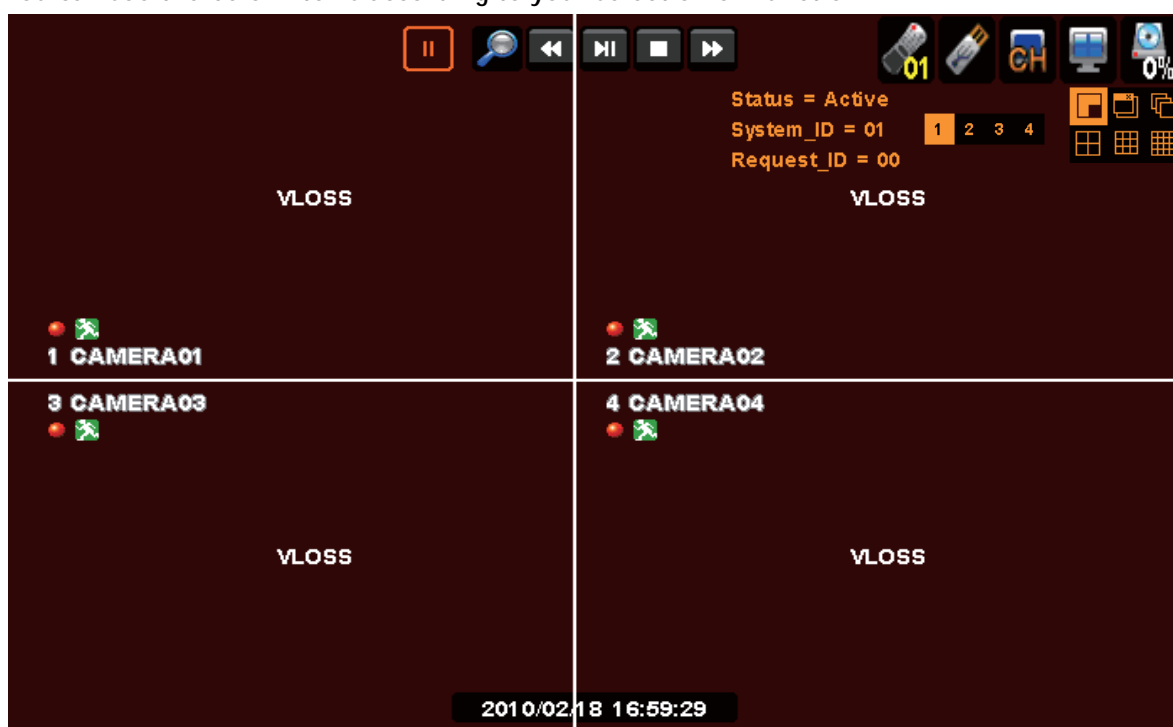 01 CH 0%
Status = Active
System_ID = 01 1 2 3 4
Request_ID = 00
VLOSS VLOSS
1 CAMERA01 2 CAMERA02
3 CAMERA03 4 CAMERA04
VLOSS VLOSS
2010/02/18 16:59:29